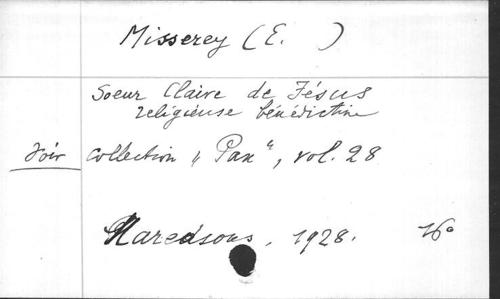 Misserey (E. )
Soeur Claire de Jésus
religieuse bénédictine
Voir collection „ Pax “, vol. 28
Maredsous, 1928. 16°